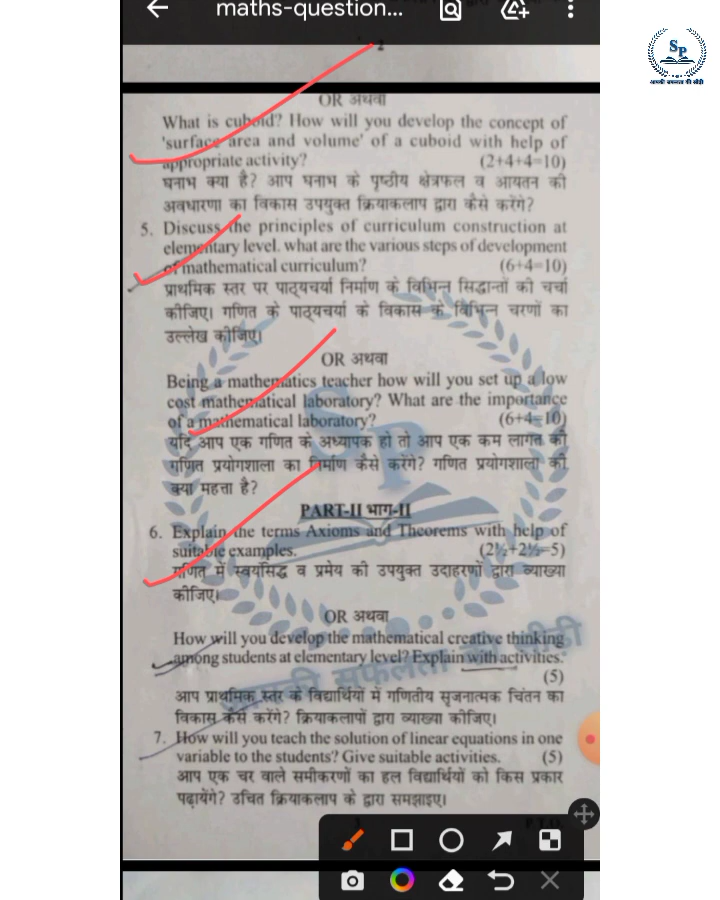 maths-question...
2
OR अथवा
What is cuboid? How will you develop the concept of
'surface area and volume' of a cuboid with help of
appropriate activity? (2+4+4=10)
घनाभ क्या है? आप घनाभ के पृष्ठीय क्षेत्रफल व आयतन की
अवधारणा का विकास उपयुक्त क्रियाकलाप द्वारा कैसे करेंगे?
5. Discuss the principles of curriculum construction at
elementary level. what are the various steps of development
of mathematical curriculum? (6+4=10)
प्राथमिक स्तर पर पाठ्यचर्या निर्माण के विभिन्न सिद्धान्तों की चर्चा
कीजिए। गणित के पाठ्यचर्या के विकास के विभिन्न चरणों का
उल्लेख कीजिए।
OR अथवा
Being a mathematics teacher how will you set up a low
cost mathematical laboratory? What are the importance
of a mathematical laboratory? (6+4=10)
यदि आप एक गणित के अध्यापक हो तो आप एक कम लागत की
गणित प्रयोगशाला का निर्माण कैसे करेंगे? गणित प्रयोगशाला की
क्या महत्ता है?
PART-II भाग-II
6. Explain the terms Axioms and Theorems with help of
suitable examples. (2½+2½=5)
गणित में स्वयंसिद्ध व प्रमेय की उपयुक्त उदाहरणों द्वारा व्याख्या
कीजिए।
OR अथवा
How will you develop the mathematical creative thinking
among students at elementary level? Explain with activities.
(5)
आप प्राथमिक स्तर के विद्यार्थियों में गणितीय सृजनात्मक चिंतन का
विकास कैसे करेंगे? क्रियाकलापों द्वारा व्याख्या कीजिए।
7. How will you teach the solution of linear equations in one
variable to the students? Give suitable activities. (5)
आप एक चर वाले समीकरणों का हल विद्यार्थियों को किस प्रकार
पढ़ायेंगे? उचित क्रियाकलाप के द्वारा समझाइए।
SP
आपकी सफलता की सीढ़ी
SP
आपकी सफलता की सीढ़ी